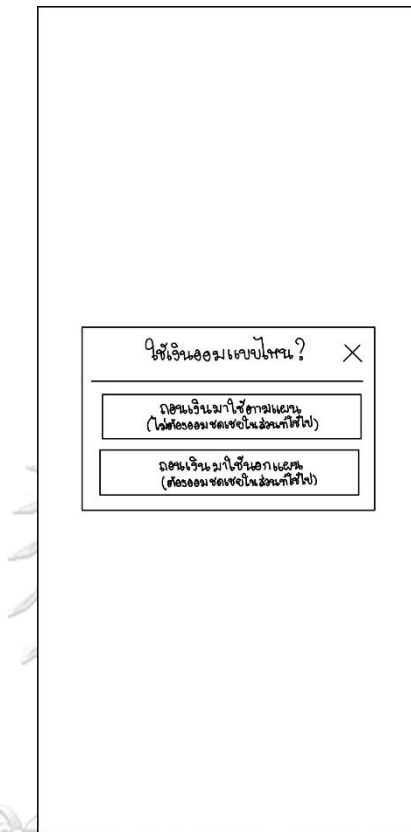 ใช้เงินออมแบบไหน?
ถอนเงินมาใช้ตามแผน
(ไม่ต้องออมชดเชยในส่วนที่ใช้ไป)
ถอนเงินมาใช้นอกแผน
(ต้องออมชดเชยในส่วนที่ใช้ไป)